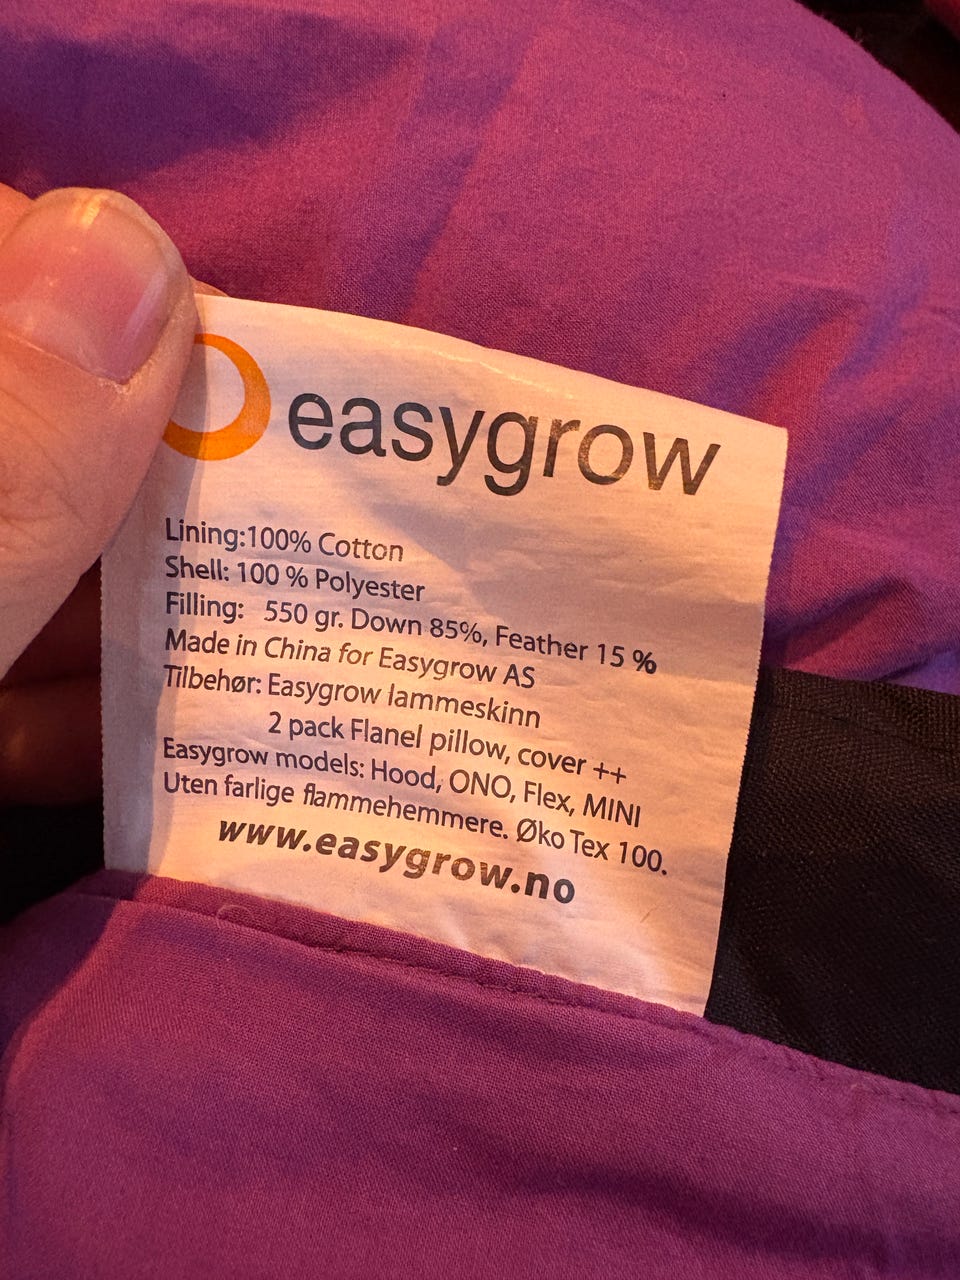 easygrow
Lining:100% Cotton
Shell: 100 % Polyester
Filling: 550 gr. Down 85%, Feather 15 %
Made in China for Easygrow AS
Tilbehør: Easygrow lammeskinn
2 pack Flanel pillow, cover ++
Easygrow models: Hood, ONO, Flex, MINI
Uten farlige flammehemmere. Øko Tex 100.
www.easygrow.no